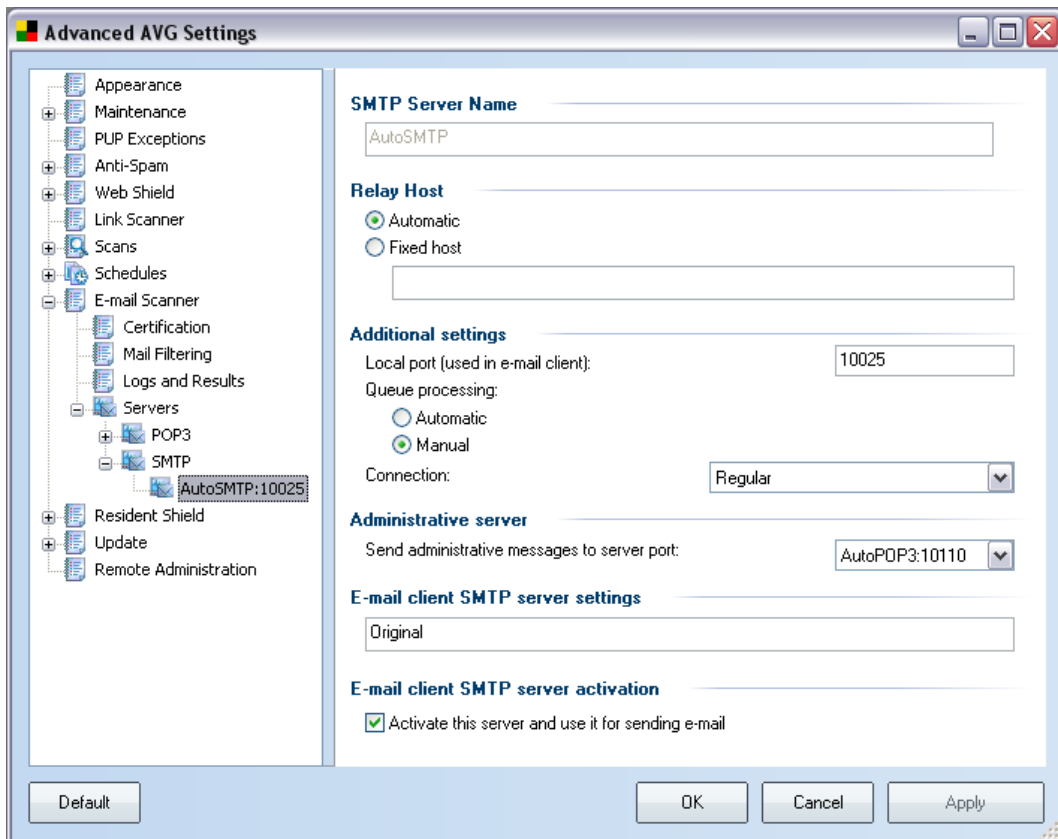 Advanced AVG Settings
Appearance
Maintenance
PUP Exceptions
Anti-Spam
Web Shield
Link Scanner
Scans
Schedules
E-mail Scanner
Certification
Mail Filtering
Logs and Results
Servers
POP3
SMTP
AutoSMTP:10025
Resident Shield
Update
Remote Administration
SMTP Server Name
AutoSMTP
Relay Host
Automatic
Fixed host
Additional settings
Local port (used in e-mail client): 10025
Queue processing:
Automatic
Manual
Connection: Regular
Administrative server
Send administrative messages to server port: AutoPOP3:10110
E-mail client SMTP server settings
Original
E-mail client SMTP server activation
Activate this server and use it for sending e-mail
Default OK Cancel Apply